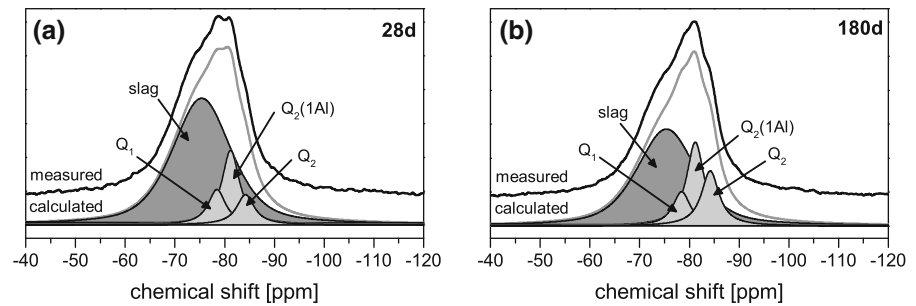 (a)
28d
slag
Q₂(1Al)
Q₁
Q₂
measured
calculated
-40 -50 -60 -70 -80 -90 -100 -110 -120
chemical shift [ppm]
(b)
180d
slag
Q₂(1Al)
Q₁
Q₂
measured
calculated
-40 -50 -60 -70 -80 -90 -100 -110 -120
chemical shift [ppm]